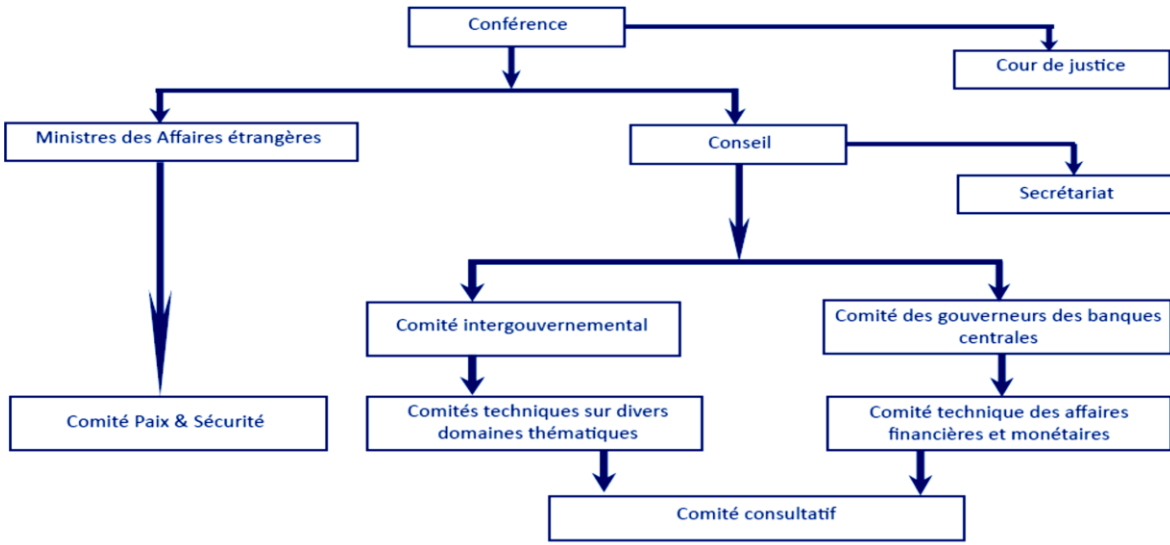 Conférence
Cour de justice
Ministres des Affaires étrangères
Conseil
Secrétariat
Comité intergouvernemental
Comité des gouverneurs des banques
centrales
Comité Paix & Sécurité
Comités techniques sur divers
domaines thématiques
Comité technique des affaires
financières et monétaires
Comité consultatif